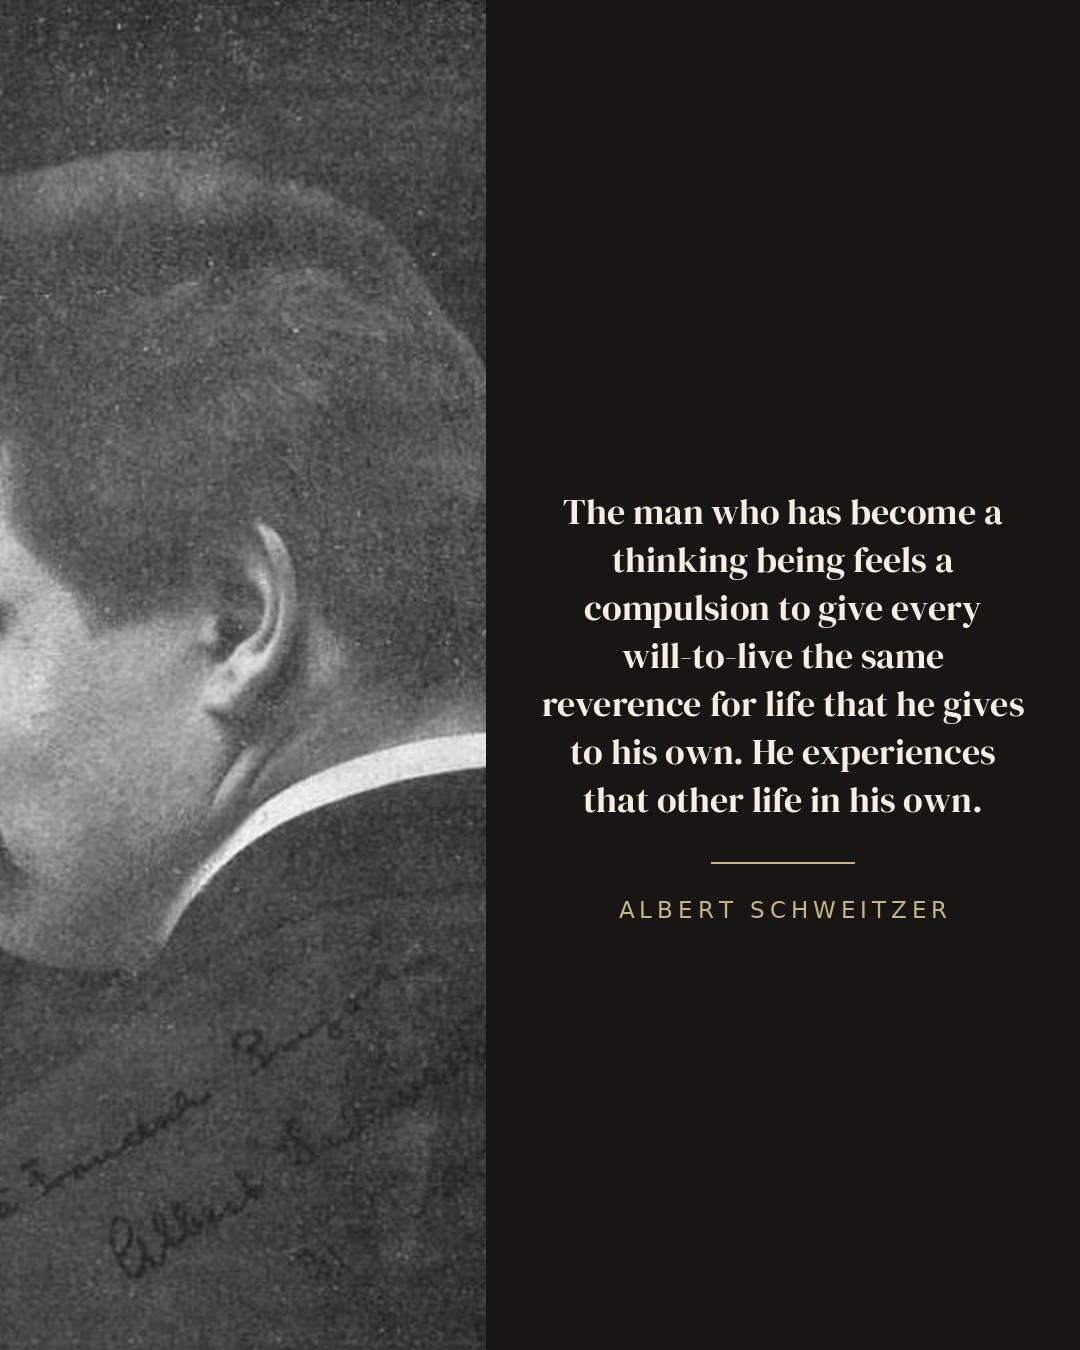 The man who has become a
thinking being feels a
compulsion to give every
will-to-live the same
reverence for life that he gives
to his own. He experiences
that other life in his own.
ALBERT SCHWEITZER
Albert